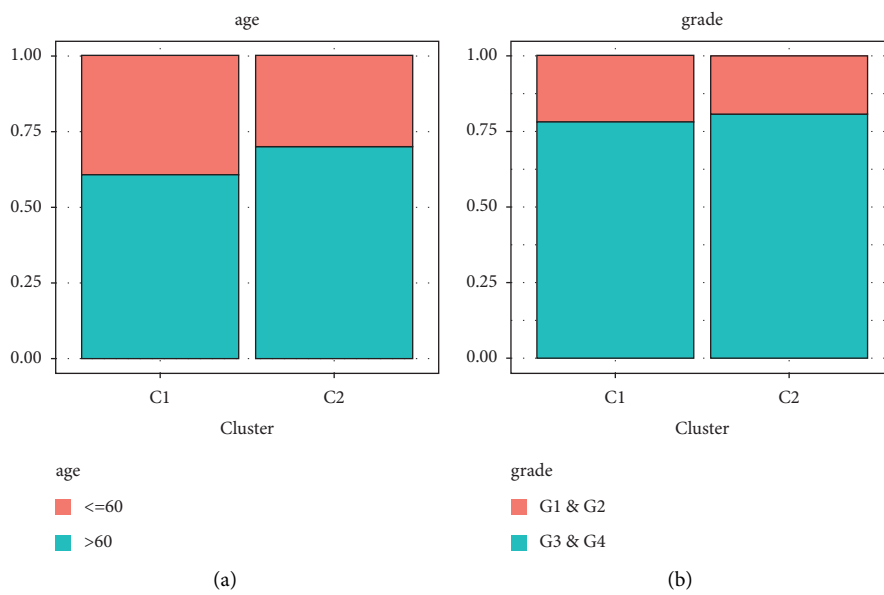 age
1.00
0.75
0.50
0.25
0.00
C1 C2
Cluster
age
<=60
>60
(a)
grade
1.00
0.75
0.50
0.25
0.00
C1 C2
Cluster
grade
G1 & G2
G3 & G4
(b)